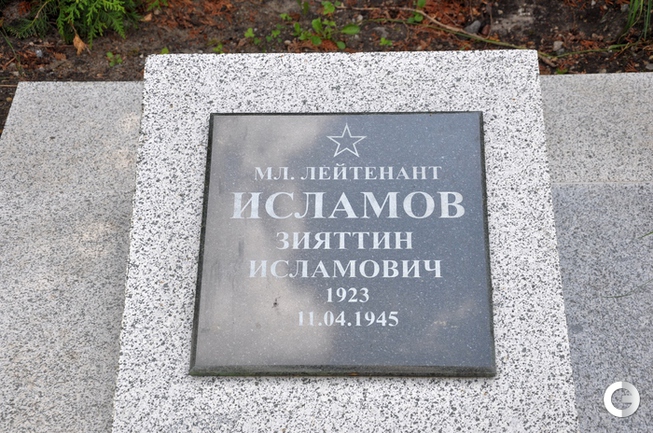 МЛ. ЛЕЙТЕНАНТ
ИСЛАМОВ
ЗИЯТТИН
ИСЛАМОВИЧ
1923
11.04.1945